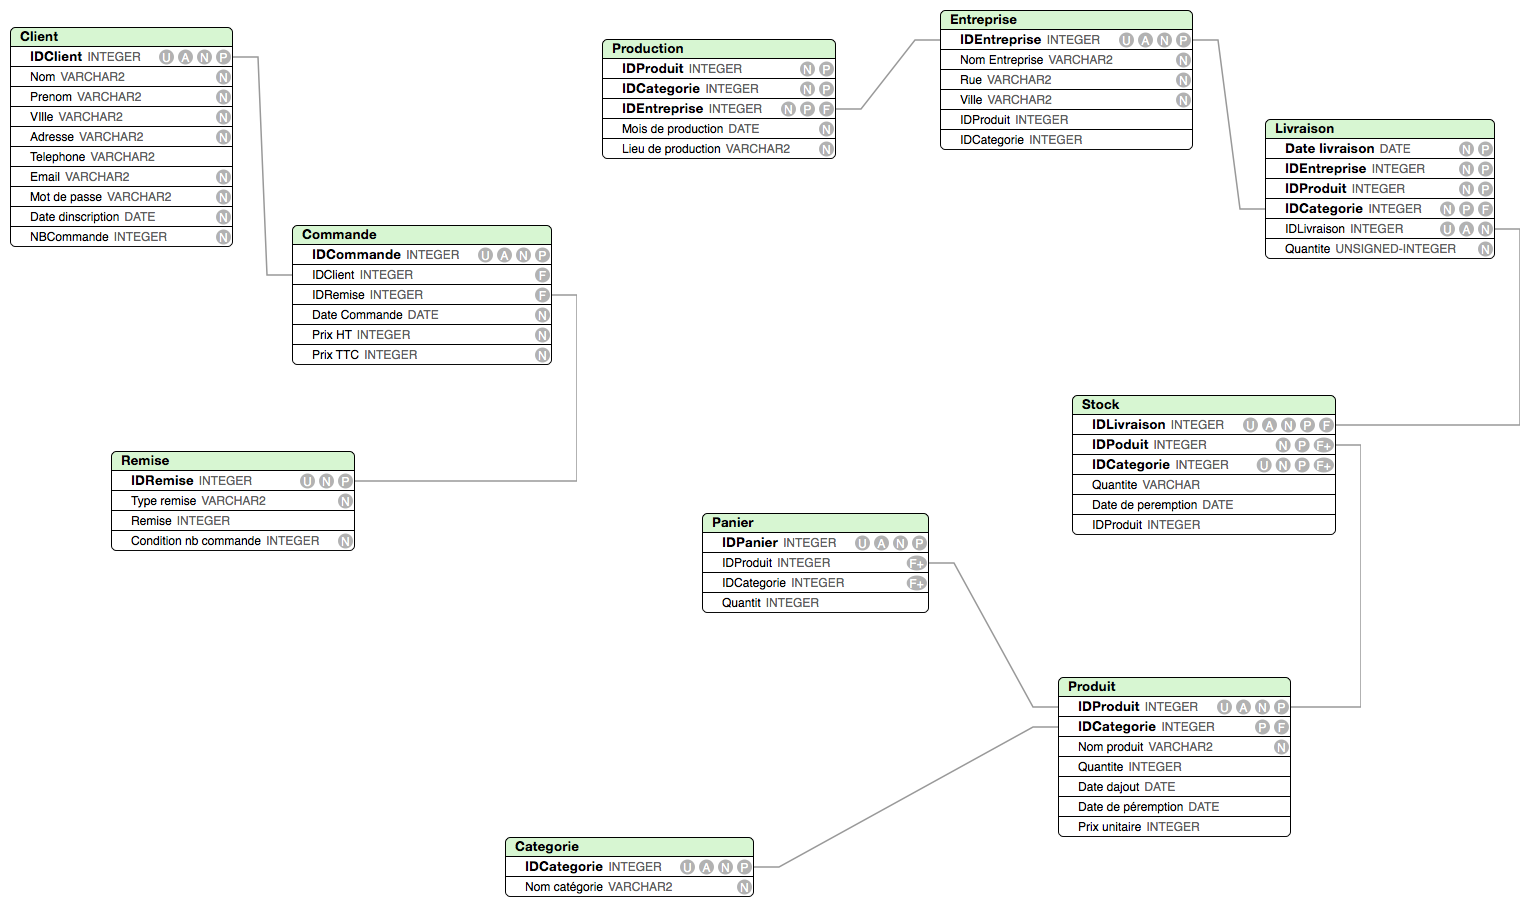 Client
IDClient INTEGER U A N P
Nom VARCHAR2 N
Prenom VARCHAR2 N
VIlle VARCHAR2 N
Adresse VARCHAR2 N
Telephone VARCHAR2
Email VARCHAR2 N
Mot de passe VARCHAR2 N
Date dinscription DATE N
NBCommande INTEGER N
Commande
IDCommande INTEGER U A N P
IDClient INTEGER F
IDRemise INTEGER F
Date Commande DATE N
Prix HT INTEGER N
Prix TTC INTEGER N
Remise
IDRemise INTEGER U N P
Type remise VARCHAR2 N
Remise INTEGER
Condition nb commande INTEGER N
Production
IDProduit INTEGER N P
IDCategorie INTEGER N P
IDEntreprise INTEGER N P F
Mois de production DATE N
Lieu de production VARCHAR2 N
Entreprise
IDEntreprise INTEGER U A N P
Nom Entreprise VARCHAR2 N
Rue VARCHAR2 N
Ville VARCHAR2 N
IDProduit INTEGER
IDCategorie INTEGER
Livraison
Date livraison DATE N P
IDEntreprise INTEGER N P
IDProduit INTEGER N P
IDCategorie INTEGER N P F
IDLivraison INTEGER U A N
Quantite UNSIGNED-INTEGER N
Stock
IDLivraison INTEGER U A N P F
IDPoduit INTEGER N P F+
IDCategorie INTEGER U N P F+
Quantite VARCHAR
Date de peremption DATE
IDProduit INTEGER
Panier
IDPanier INTEGER U A N P
IDProduit INTEGER F+
IDCategorie INTEGER F+
Quantit INTEGER
Produit
IDProduit INTEGER U A N P
IDCategorie INTEGER P F
Nom produit VARCHAR2 N
Quantite INTEGER
Date dajout DATE
Date de péremption DATE
Prix unitaire INTEGER
Categorie
IDCategorie INTEGER U A N P
Nom catégorie VARCHAR2 N